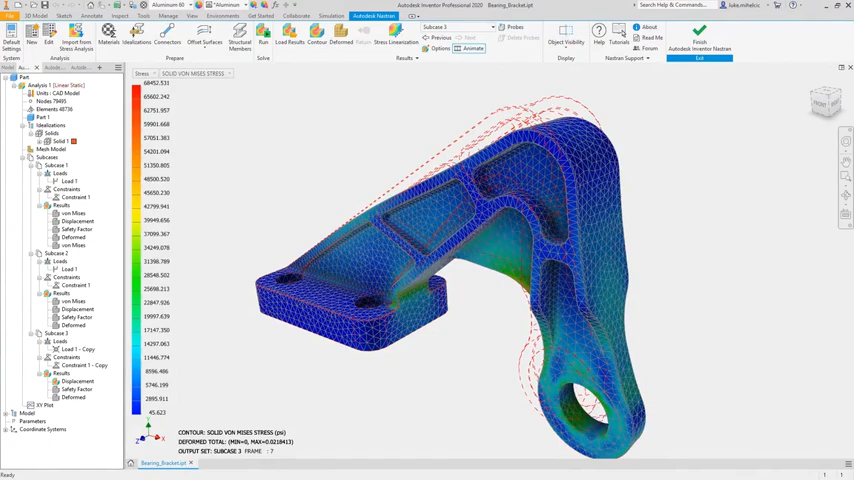 Aluminum 60
*Aluminum
Autodesk Inventor Professional 2020 Bearing_Bracket.ipt
Search Help & Commands...
luke.mihelcic
File
3D Model
Sketch
Annotate
Inspect
Tools
Manage
View
Environments
Get Started
Collaborate
Simulation
Autodesk Nastran
Default Settings
New
Edit
Import from Stress Analysis
Materials
Idealizations
Connectors
Offset Surfaces
Structural Members
Run
Load Results
Contour
Deformed
Stress Linearization
Subcase 3
Previous
Next
Options
Animate
Probes
Object Visibility
Help
Tutorials
About
Read Me
Forum
Finish Autodesk Inventor Nastran
System
Analysis
Prepare
Solve
Results
Display
Nastran Support
Exit
Model
Au...
Autod...
Autod...
Stress
SOLID VON MISES STRESS
Part
Analysis 1 [Linear Static]
Units : CAD Model
Nodes 79495
Elements 48736
Part 1
Idealizations
Solids
Solid 1
Mesh Model
Subcases
Subcase 1
Loads
Load 1
Constraints
Constraint 1
Results
von Mises
Displacement
Safety Factor
Deformed
von Mises
Subcase 2
Loads
Load 1
Constraints
Constraint 1
Results
von Mises
Displacement
Safety Factor
Deformed
Subcase 3
Loads
Load 1 - Copy
Constraints
Constraint 1 - Copy
Results
Displacement
Safety Factor
Deformed
XY Plot
Model
Parameters
Coordinate Systems
68452.531
65602.242
62751.957
59901.668
57051.383
54201.094
51350.805
48500.520
45650.230
42799.941
39949.656
37099.367
34249.078
31398.789
28548.502
25698.213
22847.926
19997.637
17147.350
14297.063
11446.773
8596.486
5746.199
2895.911
45.623
FRONT
CONTOUR: SOLID VON MISES STRESS (psi)
DEFORMED TOTAL: (MIN=0, MAX=0.0218413)
OUTPUT SET: SUBCASE 3 FRAME : 7
Y
Z
X
Bearing_Bracket.ipt
Ready
1
1